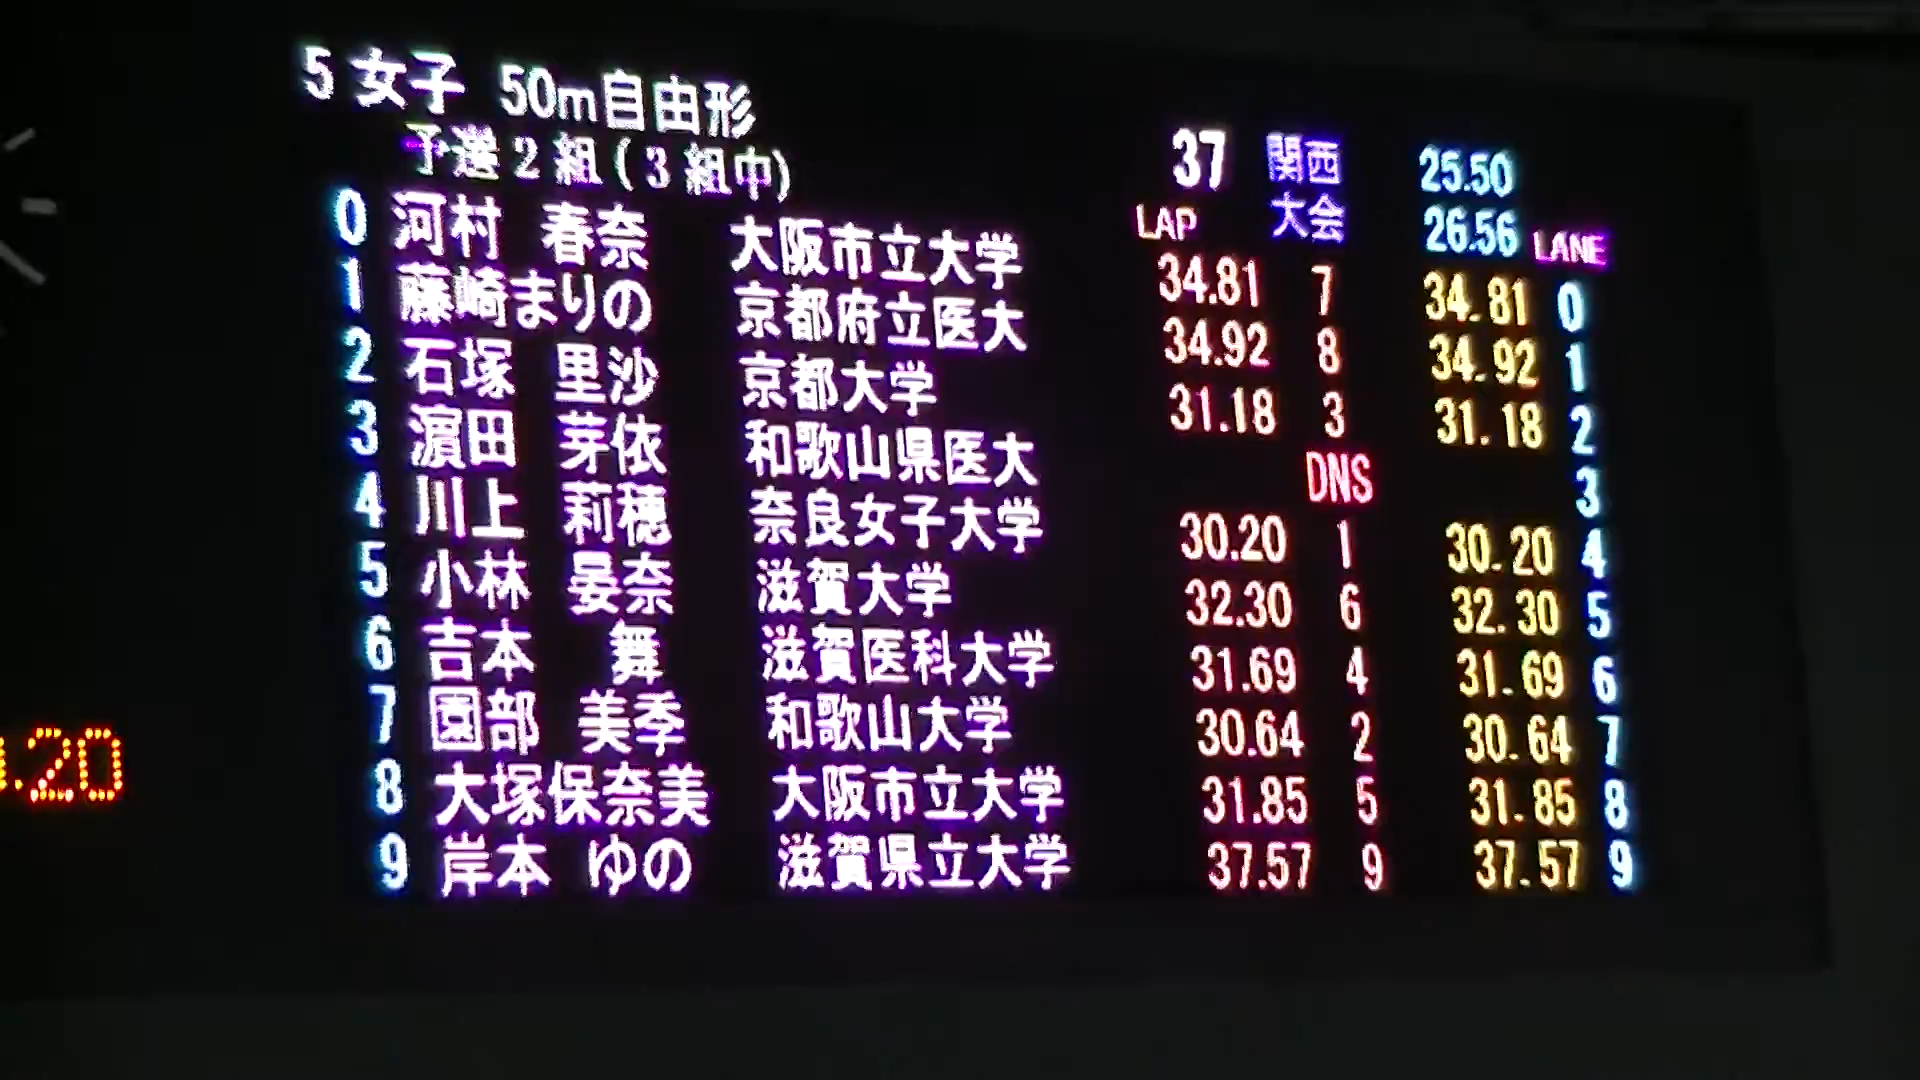 5 女子 50m自由形
予選2組(3組中) 37 関西 25.50
LAP 大会 26.56 LANE
0 河村 春奈 大阪市立大学 34.81 7 34.81 0
1 藤崎まりの 京都府立医大 34.92 8 34.92 1
2 石塚 里沙 京都大学 31.18 3 31.18 2
3 濵田 芽依 和歌山県医大 DNS 3
4 川上 莉穂 奈良女子大学 30.20 1 30.20 4
5 小林 晏奈 滋賀大学 32.30 6 32.30 5
6 吉本 舞 滋賀医科大学 31.69 4 31.69 6
7 園部 美季 和歌山大学 30.64 2 30.64 7
8 大塚保奈美 大阪市立大学 31.85 5 31.85 8
9 岸本 ゆの 滋賀県立大学 37.57 9 37.57 9
.20